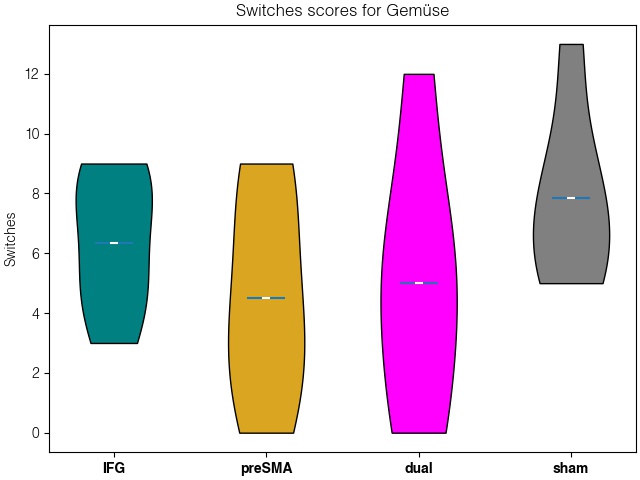 Switches scores for Gemüse
12
10
8
6
4
2
0
Switches
IFG
preSMA
dual
sham